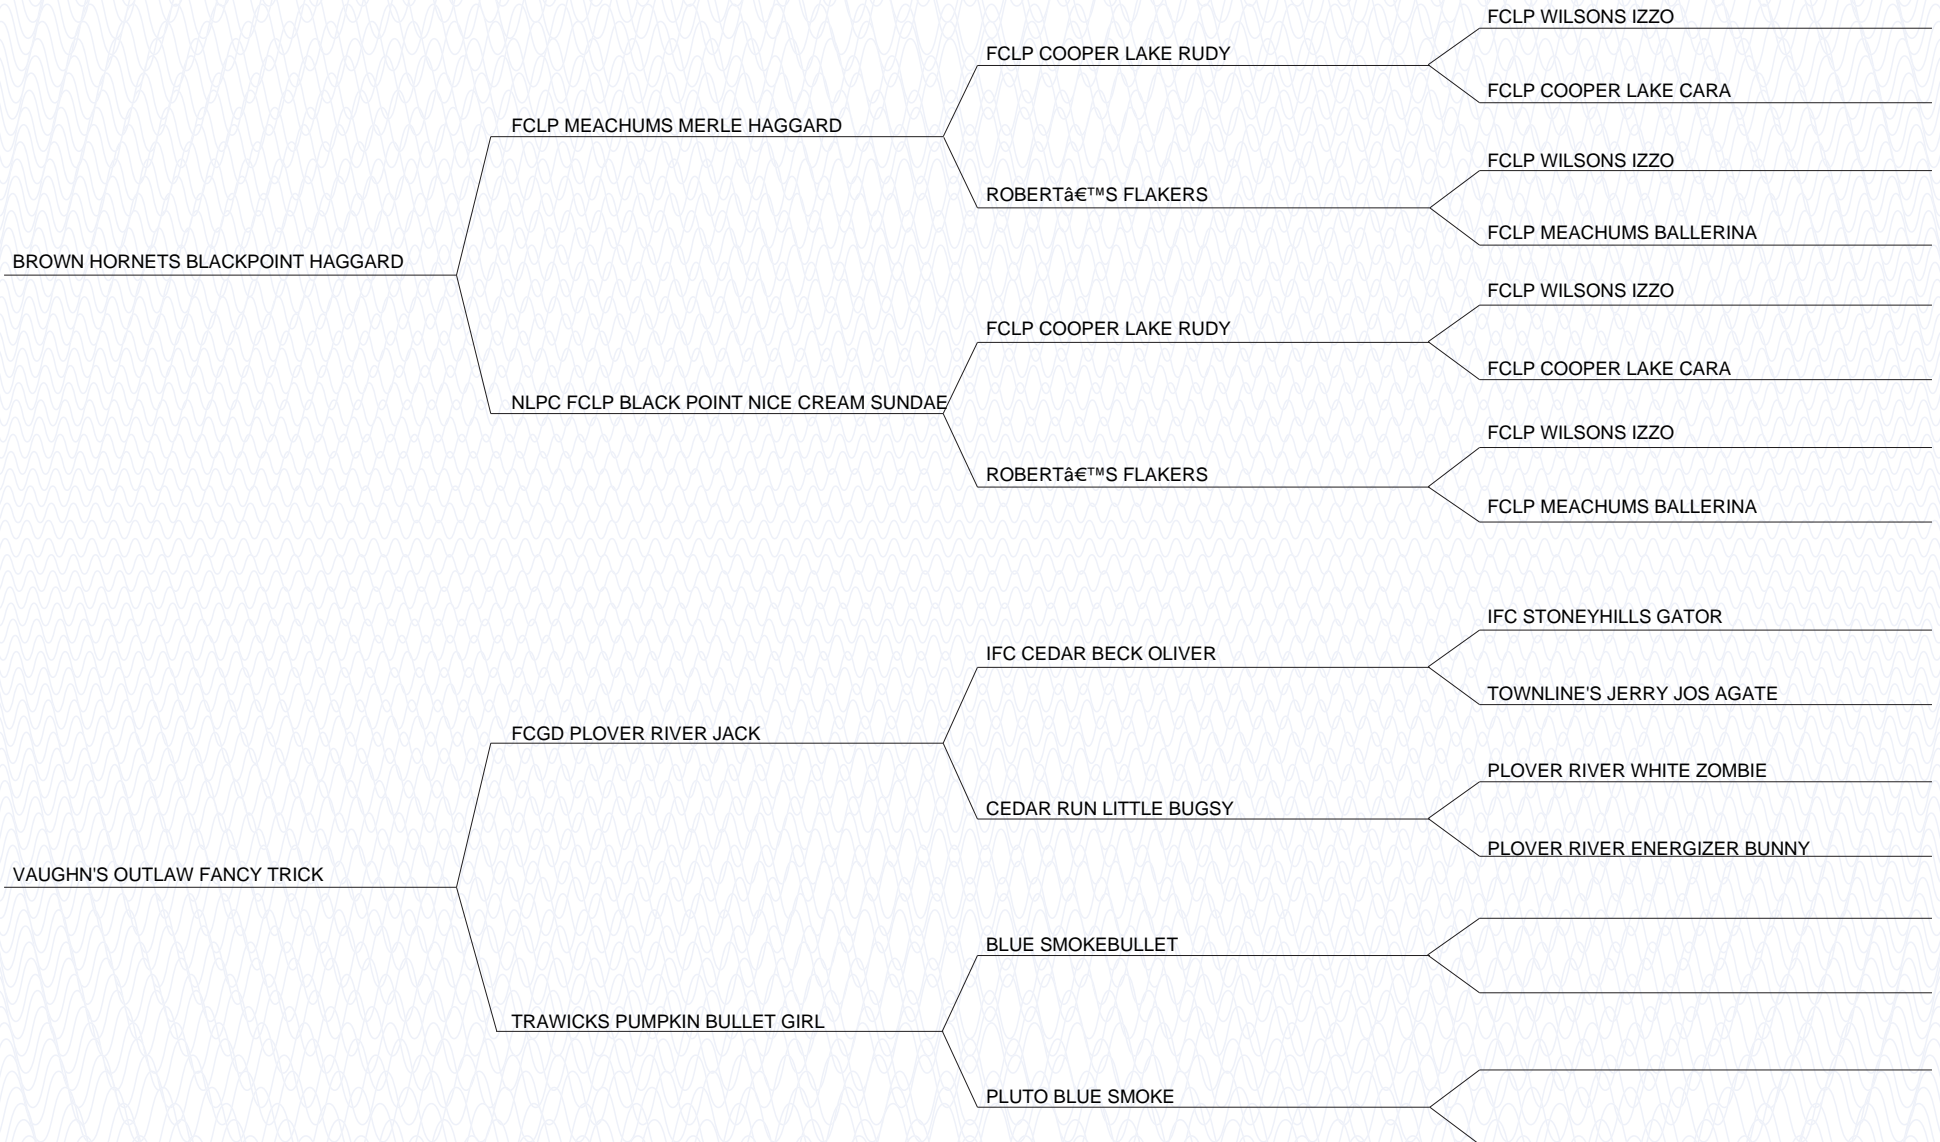 FCLP WILSONS IZZO
FCLP COOPER LAKE RUDY
FCLP COOPER LAKE CARA
FCLP MEACHUMS MERLE HAGGARD
FCLP WILSONS IZZO
ROBERTâ€™S FLAKERS
FCLP MEACHUMS BALLERINA
BROWN HORNETS BLACKPOINT HAGGARD
FCLP WILSONS IZZO
FCLP COOPER LAKE RUDY
FCLP COOPER LAKE CARA
NLPC FCLP BLACK POINT NICE CREAM SUNDAE
FCLP WILSONS IZZO
ROBERTâ€™S FLAKERS
FCLP MEACHUMS BALLERINA
IFC STONEYHILLS GATOR
IFC CEDAR BECK OLIVER
TOWNLINE'S JERRY JOS AGATE
FCGD PLOVER RIVER JACK
PLOVER RIVER WHITE ZOMBIE
CEDAR RUN LITTLE BUGSY
PLOVER RIVER ENERGIZER BUNNY
VAUGHN'S OUTLAW FANCY TRICK
BLUE SMOKEBULLET
TRAWICKS PUMPKIN BULLET GIRL
PLUTO BLUE SMOKE